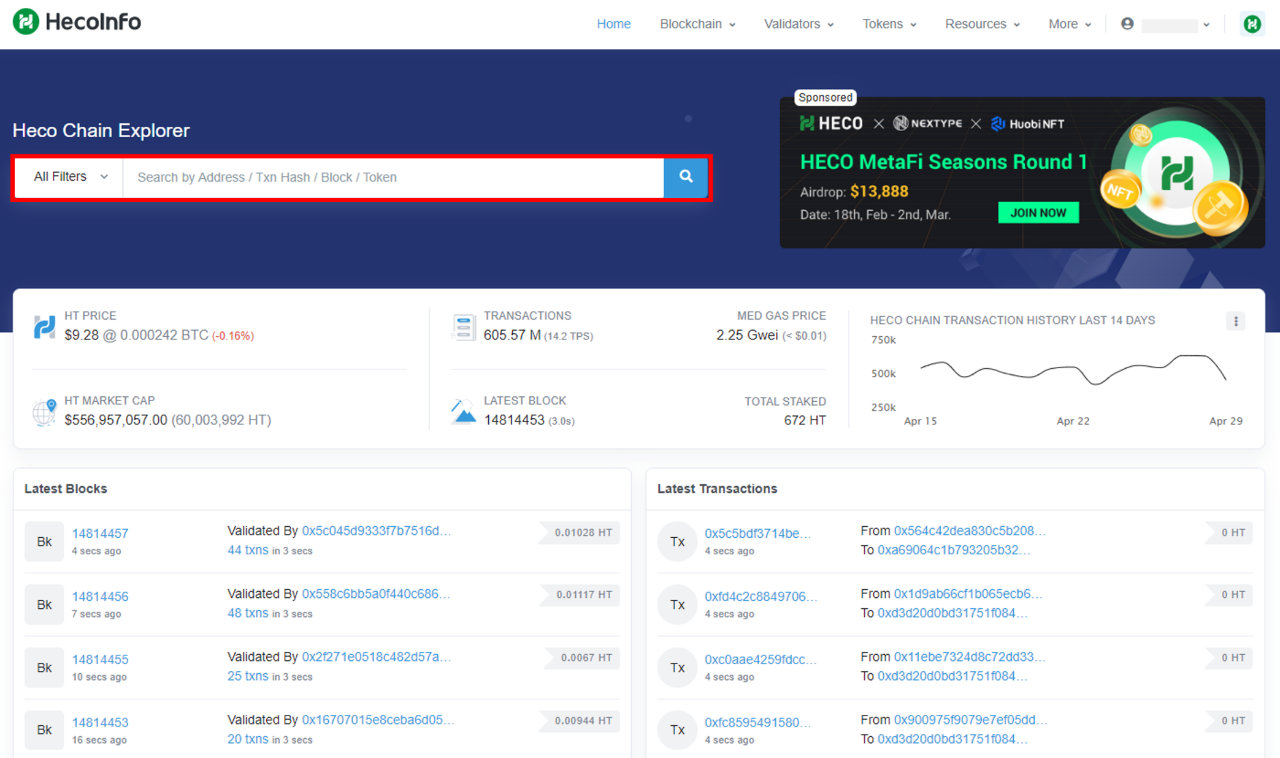 HecoInfo
Home Blockchain Validators Tokens Resources More
Sponsored
HECO × NEXTYPE × Huobi NFT
HECO MetaFi Seasons Round 1
Airdrop: $13,888
Date: 18th, Feb - 2nd, Mar.
JOIN NOW
NFT
Heco Chain Explorer
All Filters
Search by Address / Txn Hash / Block / Token
HT PRICE
$9.28 @ 0.000242 BTC (-0.16%)
HT MARKET CAP
$556,957,057.00 (60,003,992 HT)
TRANSACTIONS
605.57 M (14.2 TPS)
MED GAS PRICE
2.25 Gwei (< $0.01)
LATEST BLOCK
14814453 (3.0s)
TOTAL STAKED
672 HT
HECO CHAIN TRANSACTION HISTORY LAST 14 DAYS
750k
500k
250k
Apr 15 Apr 22 Apr 29
Latest Blocks
Bk
14814457
4 secs ago
Validated By 0x5c045d9333f7b7516d...
44 txns in 3 secs
0.01028 HT
Bk
14814456
7 secs ago
Validated By 0x558c6bb5a0f440c686...
48 txns in 3 secs
0.01117 HT
Bk
14814455
10 secs ago
Validated By 0x2f271e0518c482d57a...
25 txns in 3 secs
0.0067 HT
Bk
14814453
16 secs ago
Validated By 0x16707015e8ceba6d05...
20 txns in 3 secs
0.00944 HT
Latest Transactions
Tx
0x5c5bdf3714be...
4 secs ago
From 0x564c42dea830c5b208...
To 0xa69064c1b793205b32...
0 HT
Tx
0xfd4c2c8849706...
4 secs ago
From 0x1d9ab66cf1b065ecb6...
To 0xd3d20d0bd31751f084...
0 HT
Tx
0xc0aae4259fdcc...
4 secs ago
From 0x11ebe7324d8c72dd33...
To 0xd3d20d0bd31751f084...
0 HT
Tx
0xfc8595491580...
4 secs ago
From 0x900975f9079e7ef05dd...
To 0xd3d20d0bd31751f084...
0 HT